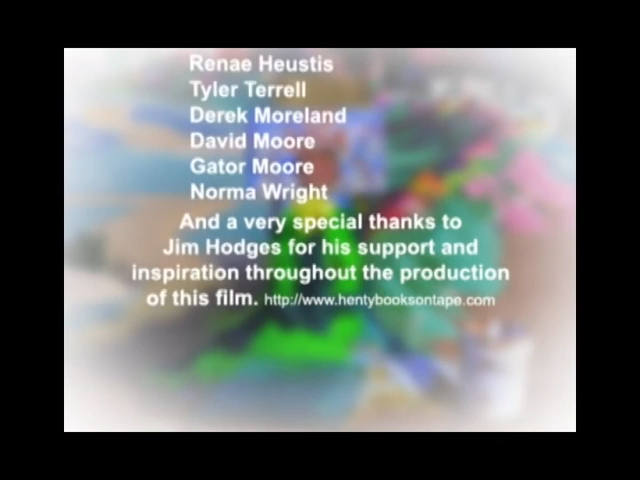 Renae Heustis
Tyler Terrell
Derek Moreland
David Moore
Gator Moore
Norma Wright
And a very special thanks to
Jim Hodges for his support and
inspiration throughout the production
of this film. http://www.hentybooksontape.com